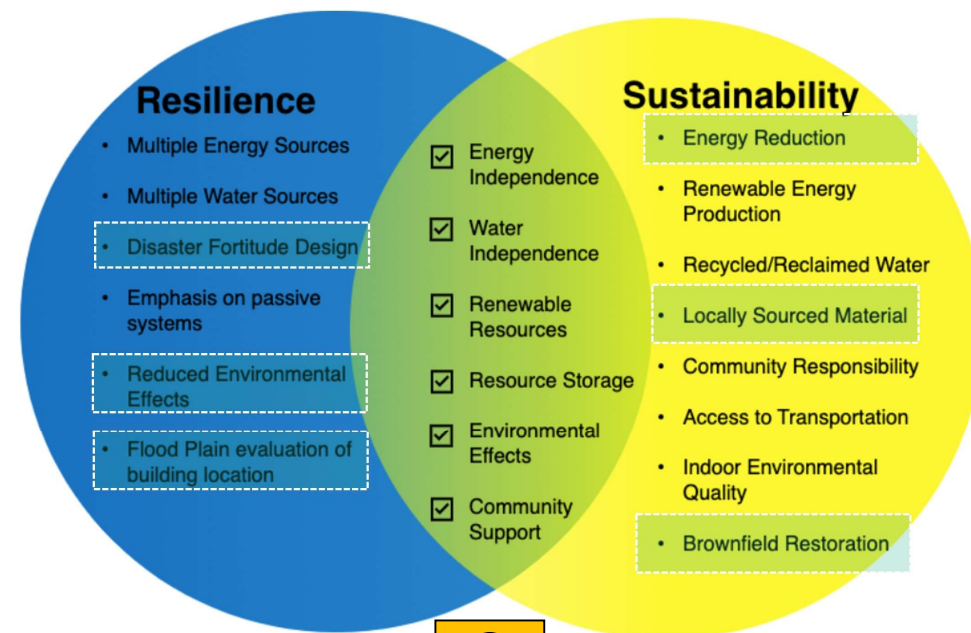 Resilience
• Multiple Energy Sources
• Multiple Water Sources
• Disaster Fortitude Design
• Emphasis on passive
systems
• Reduced Environmental
Effects
• Flood Plain evaluation of
building location
Energy
Independence
Water
Independence
Renewable
Resources
Resource Storage
Environmental
Effects
Community
Support
Sustainability
• Energy Reduction
• Renewable Energy
Production
• Recycled/Reclaimed Water
• Locally Sourced Material
• Community Responsibility
• Access to Transportation
• Indoor Environmental
Quality
• Brownfield Restoration